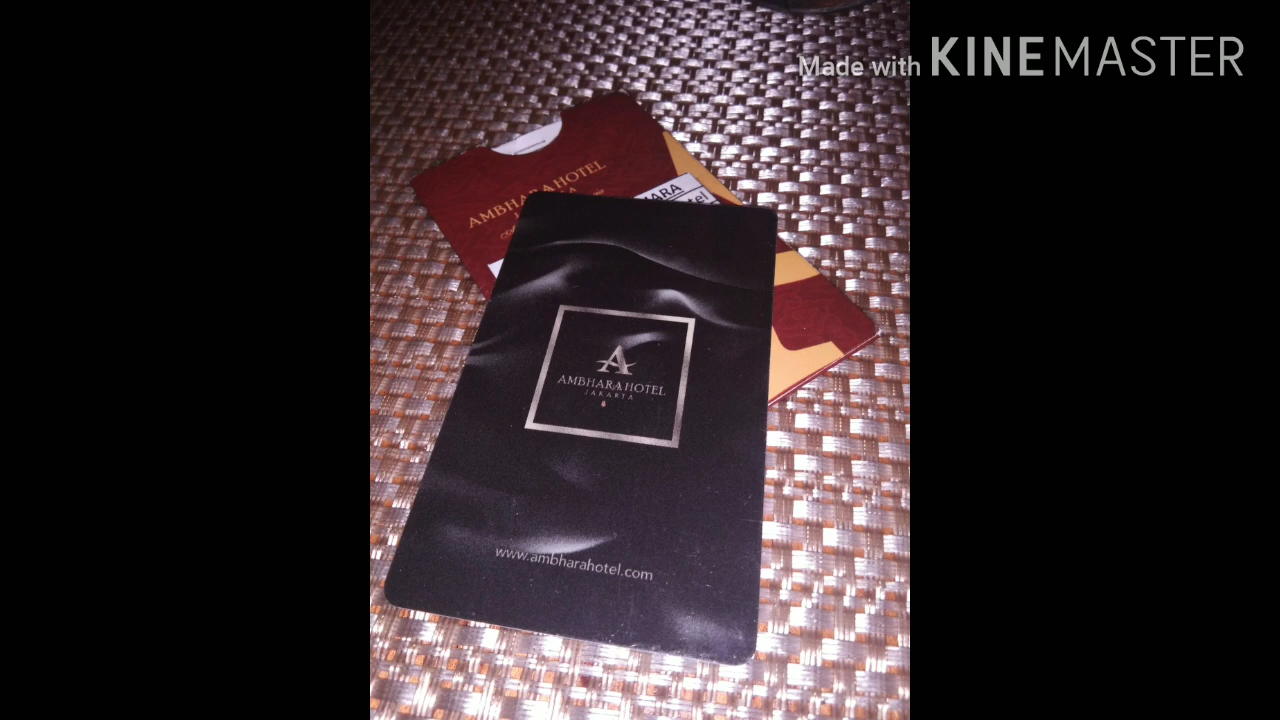 Made with KINEMASTER
AMBHARA HOTEL
A
AMBHARA HOTEL
JAKARTA
www.ambharahotel.com